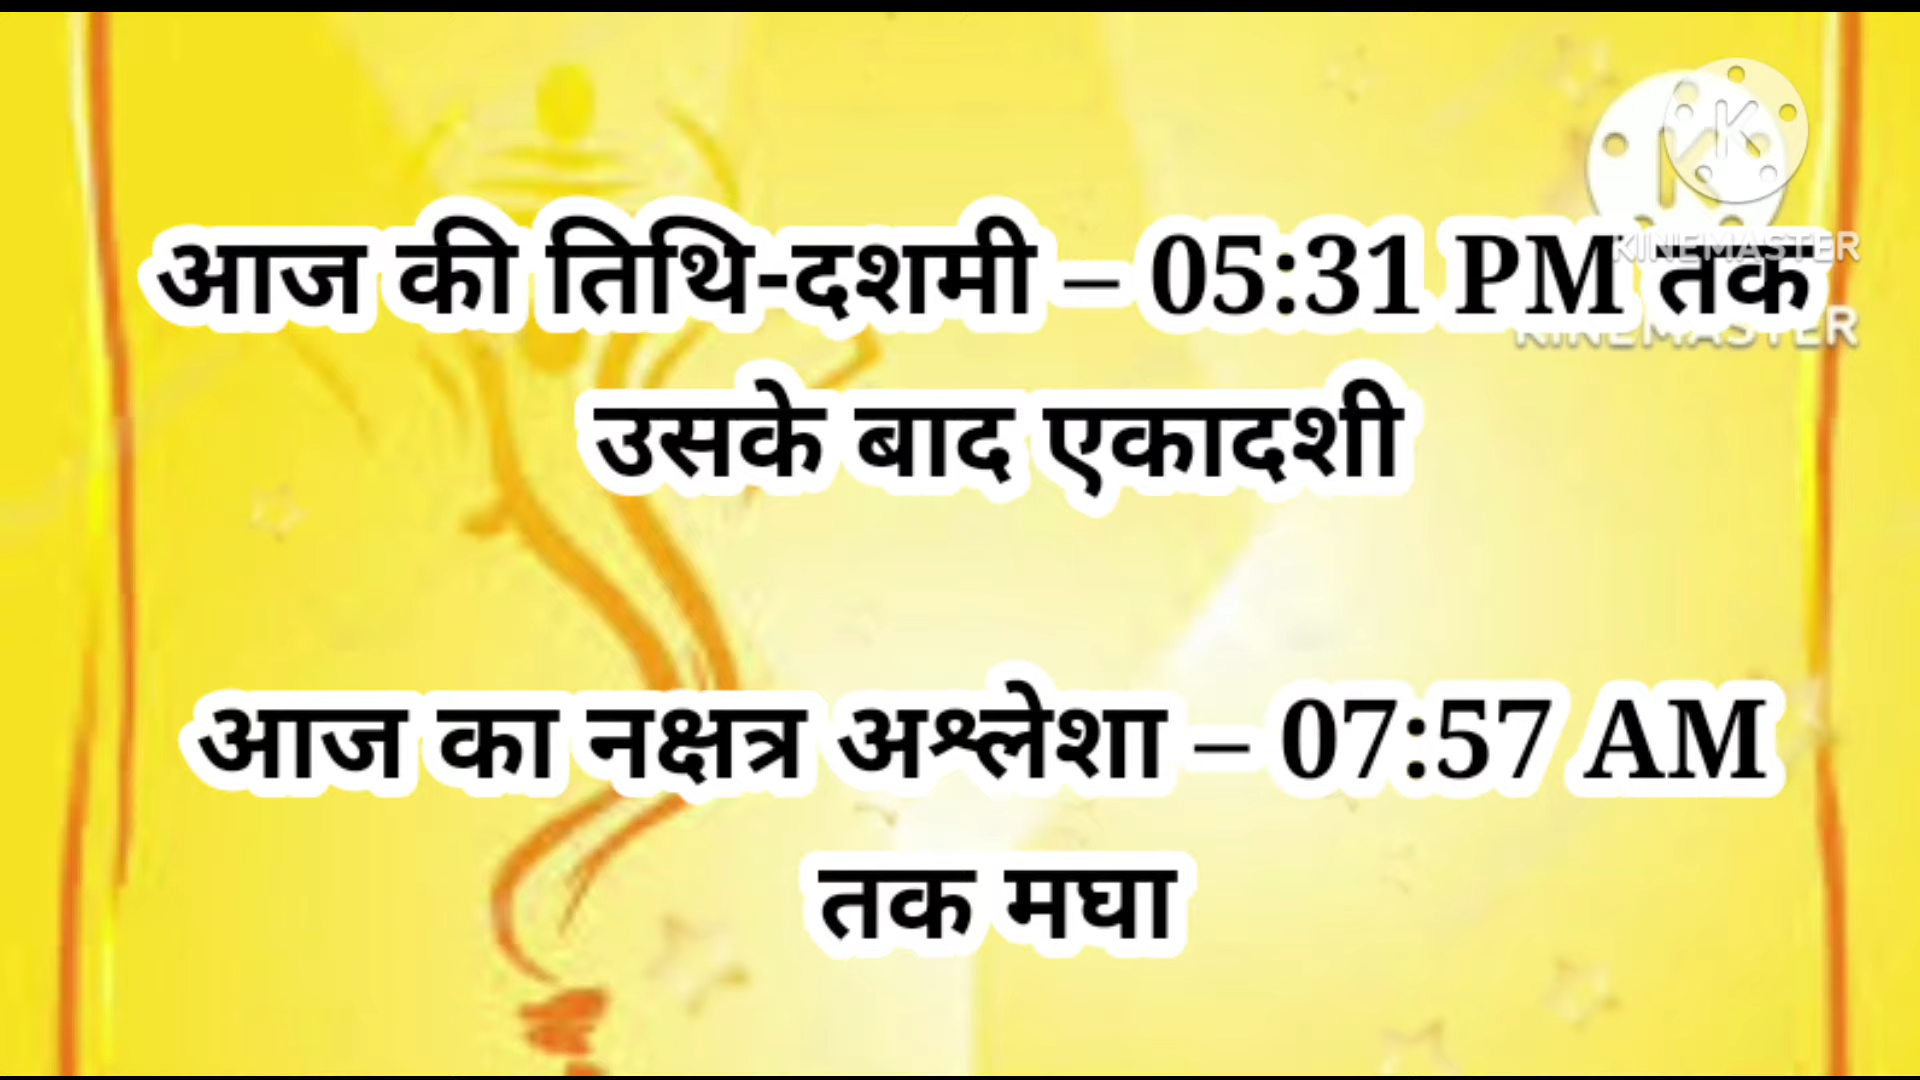 KINEMASTER
आज की तिथि-दशमी – 05:31 PM तक
KINEMASTER
उसके बाद एकादशी
आज का नक्षत्र अश्लेशा – 07:57 AM
तक मघा